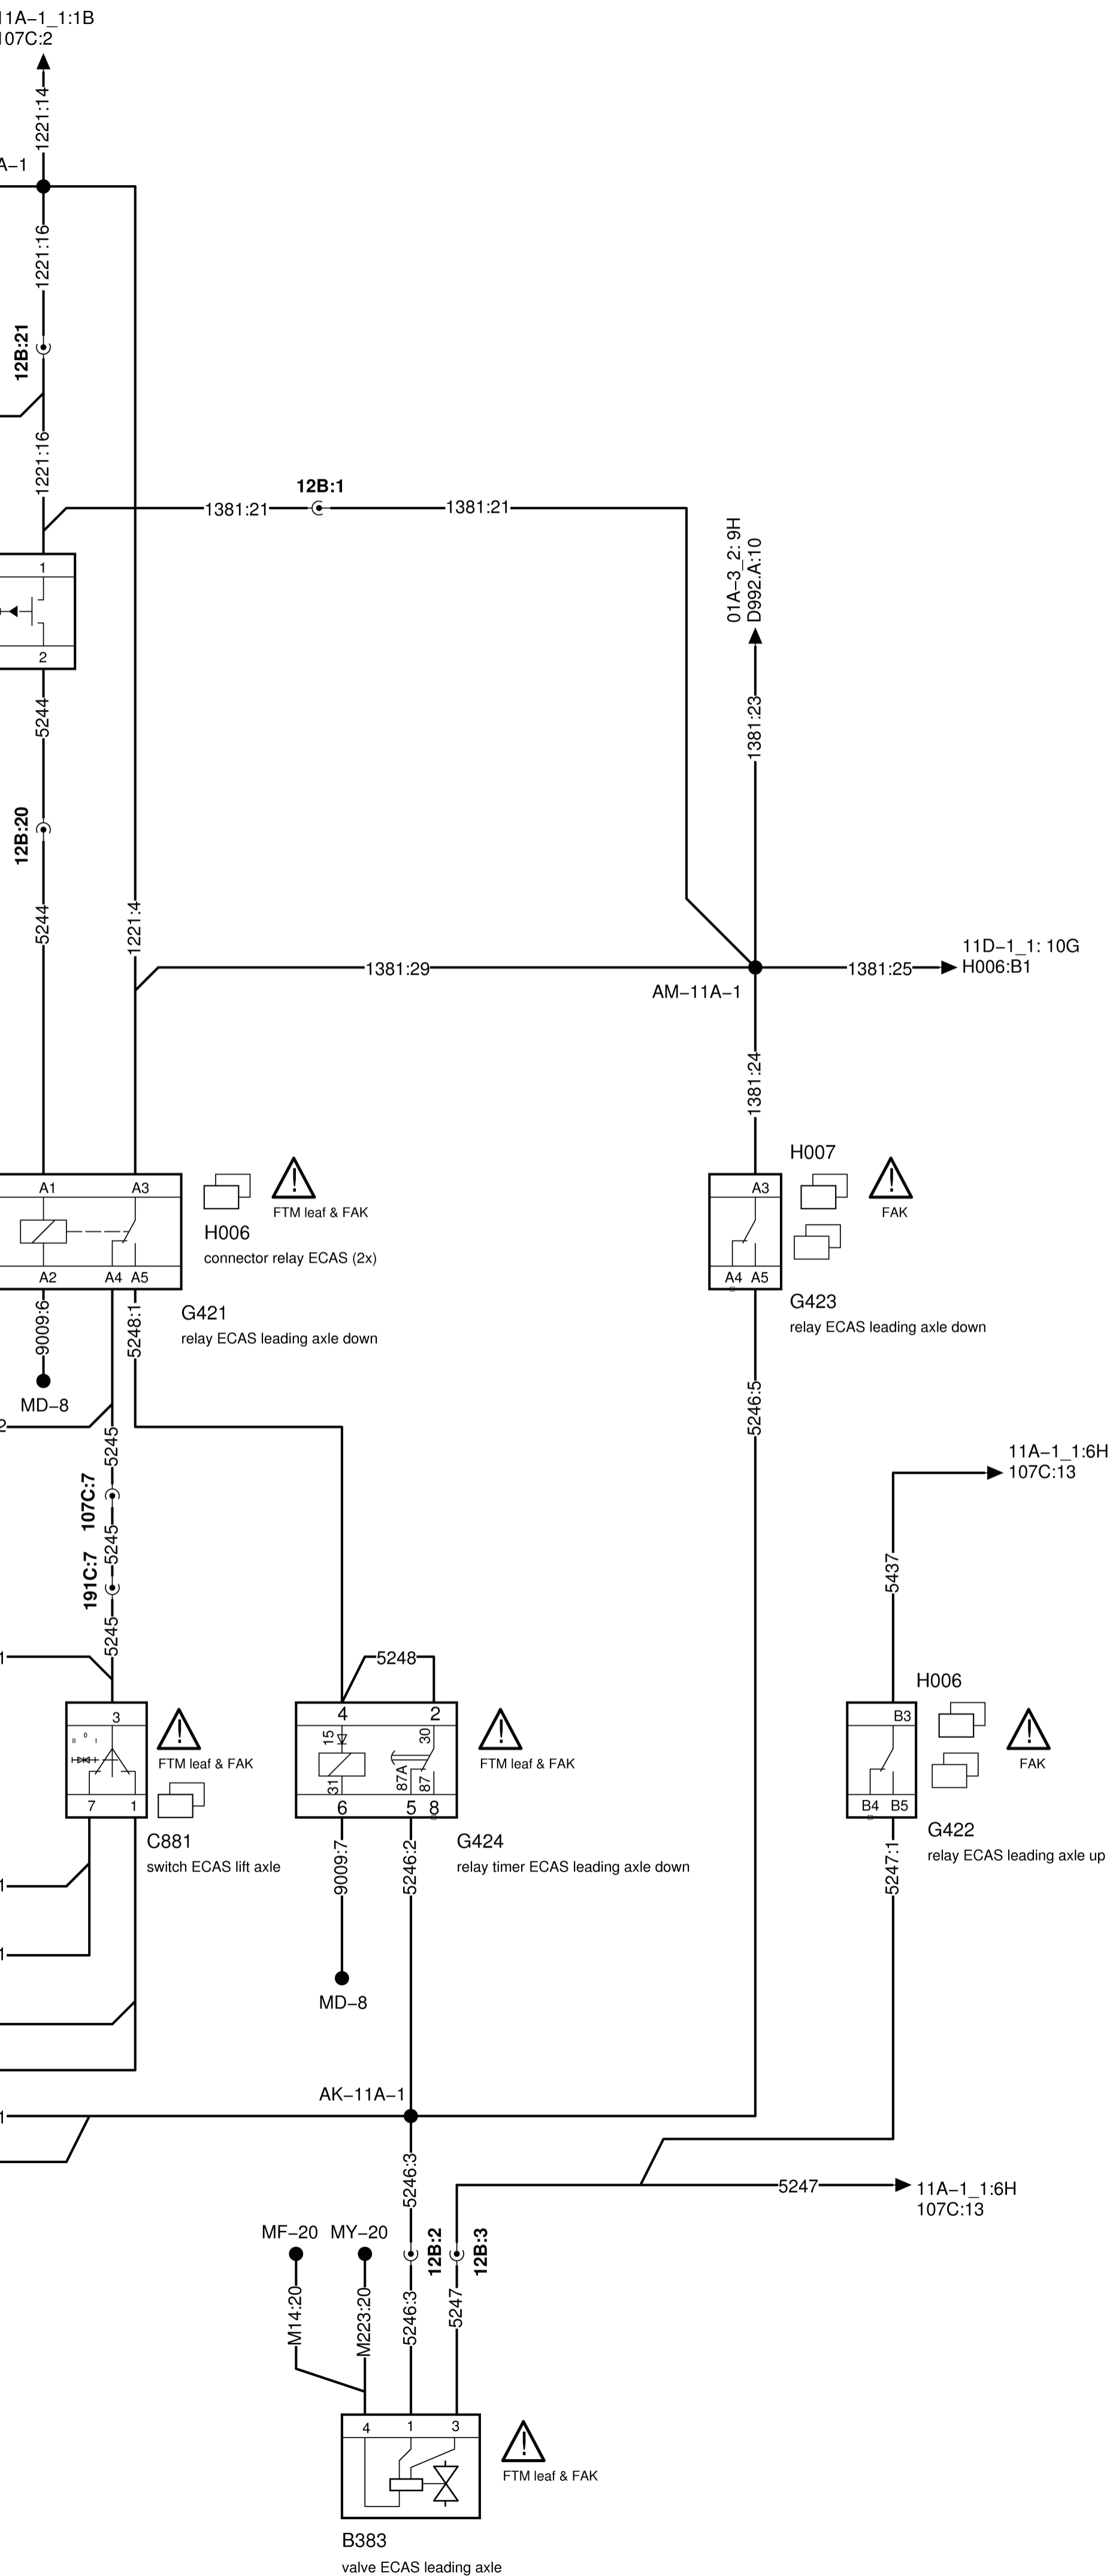 11A–1_1:1B
107C:2
1221:14
A–1
1221:16
12B:21
1221:16
12B:1
1381:21
1381:21
01A–3_2: 9H
D992.A:10
1
2
5244
1381:23
12B:20
5244
1221:4
1381:29
AM–11A–1
1381:25
11D–1_1: 10G
H006:B1
1381:24
H007
A1
A3
A2
A4 A5
FTM leaf & FAK
H006
connector relay ECAS (2x)
G421
relay ECAS leading axle down
A3
A4 A5
FAK
G423
relay ECAS leading axle down
9009:6
5248:1
MD–8
2
5245
107C:7
5245
191C:7
5245
5246:5
11A–1_1:6H
107C:13
5437
1
5248
3
II
0
I
7
1
FTM leaf & FAK
C881
switch ECAS lift axle
4
2
15
30
31
87A
87
6
5
8
FTM leaf & FAK
G424
relay timer ECAS leading axle down
H006
B3
B4 B5
FAK
G422
relay ECAS leading axle up
1
1
9009:7
5246:2
5247:1
MD–8
AK–11A–1
1
5246:3
5247
11A–1_1:6H
107C:13
MF–20
MY–20
12B:2
12B:3
M14:20
M223:20
5246:3
5247
4
1
3
FTM leaf & FAK
B383
valve ECAS leading axle